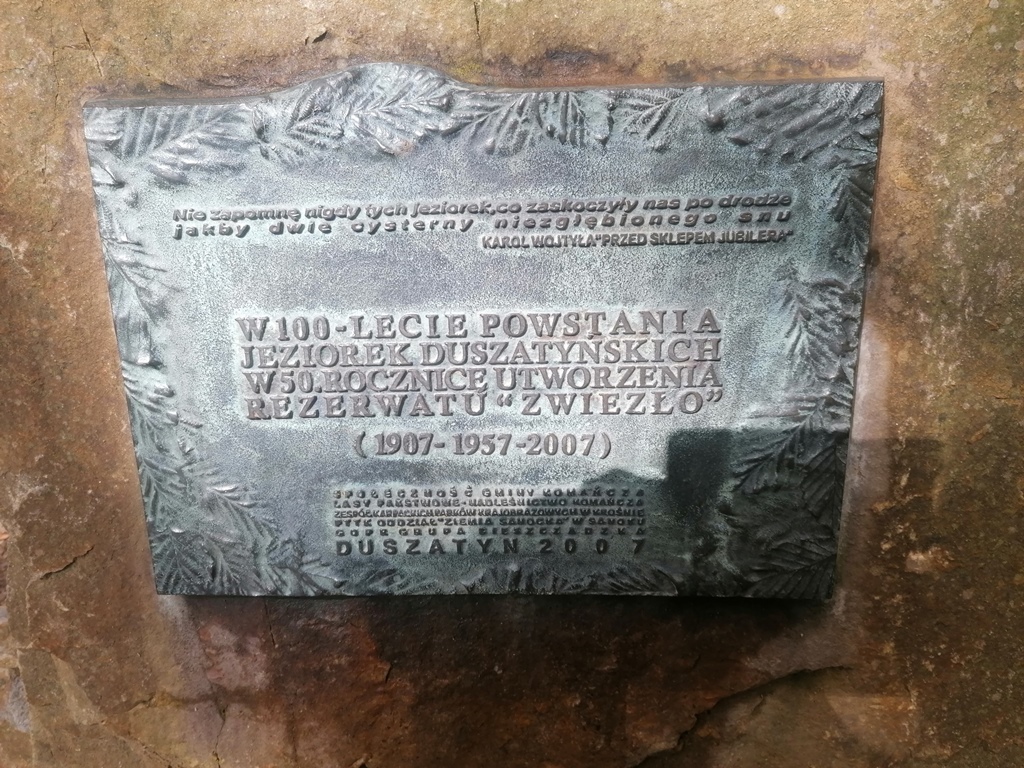 Nie zapomnę nigdy tych jeziorek,co zaskoczyły nas po drodze
jakby dwie cysterny niezgłębionego snu
KAROL WOJTYŁA"PRZED SKLEPEM JUBILERA"
W 100-LECIE POWSTANIA
JEZIOREK DUSZATYŃSKICH
W 50.ROCZNICĘ UTWORZENIA
REZERWATU "ZWIEZŁO"
(1907-1957-2007)
SPOŁECZNOŚĆ GMINY KOMAŃCZA
LASY PAŃSTWOWE-NADLEŚNICTWO KOMAŃCZA
ZESPÓŁ KARPACKICH PARKÓW KRAJOBRAZOWYCH W KROŚNIE
PTTK ODDZIAŁ"ZIEMIA SANOCKA" W SANOKU
GOPR GRUPA BIESZCZADZKA
DUSZATYN 2007